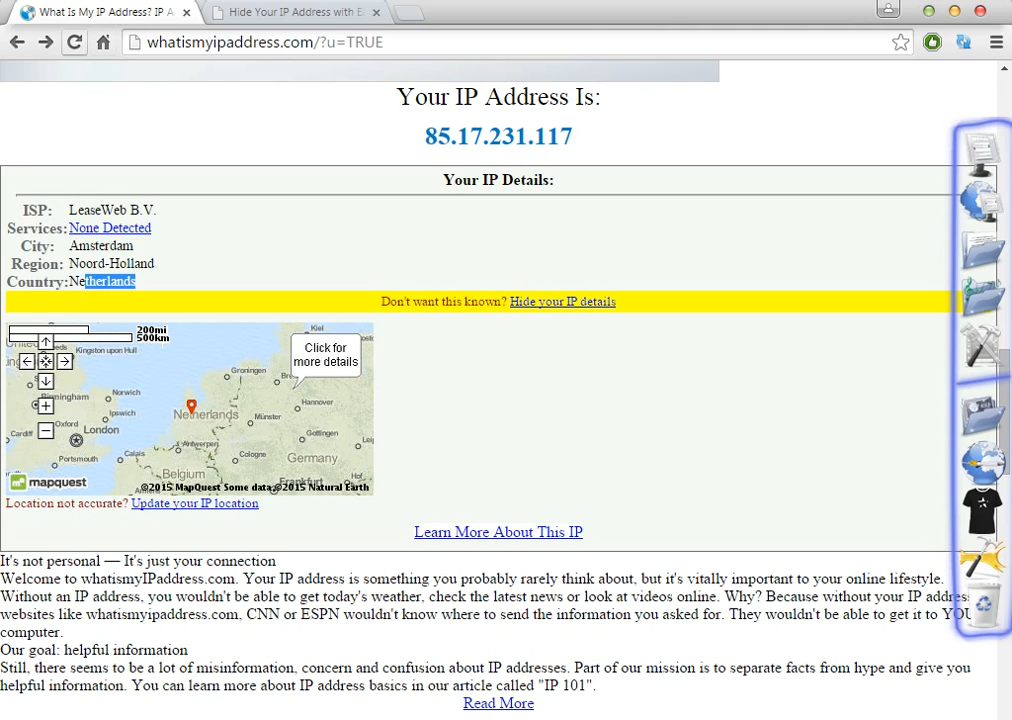 What Is My IP Address? IP A
Hide Your IP Address with E
whatismyipaddress.com/?u=TRUE
Your IP Address Is:
85.17.231.117
Your IP Details:
ISP: LeaseWeb B.V.
Services: None Detected
City: Amsterdam
Region: Noord-Holland
Country: Netherlands
Don't want this known? Hide your IP details
200mi
500km
Kiel
Click for
more details
Kingston upon Hull
Groningen
Bre
Birmingham
Norwich
Hannover
Netherlands
Ipswich
Münster
Oxford
Cardiff
London
Gottingen
Antwerpen
Portsmouth
Calais
Cologne
Germany
Belgium
Frankfurt
mapquest
©2015 MapQuest Some data ©2015 Natural Earth
Location not accurate? Update your IP location
Learn More About This IP
It's not personal — It's just your connection
Welcome to whatismyIPaddress.com. Your IP address is something you probably rarely think about, but it's vitally important to your online lifestyle.
Without an IP address, you wouldn't be able to get today's weather, check the latest news or look at videos online. Why? Because without your IP addres
websites like whatismyipaddress.com, CNN or ESPN wouldn't know where to send the information you asked for. They wouldn't be able to get it to YOU
computer.
Our goal: helpful information
Still, there seems to be a lot of misinformation, concern and confusion about IP addresses. Part of our mission is to separate facts from hype and give you
helpful information. You can learn more about IP address basics in our article called "IP 101".
Read More